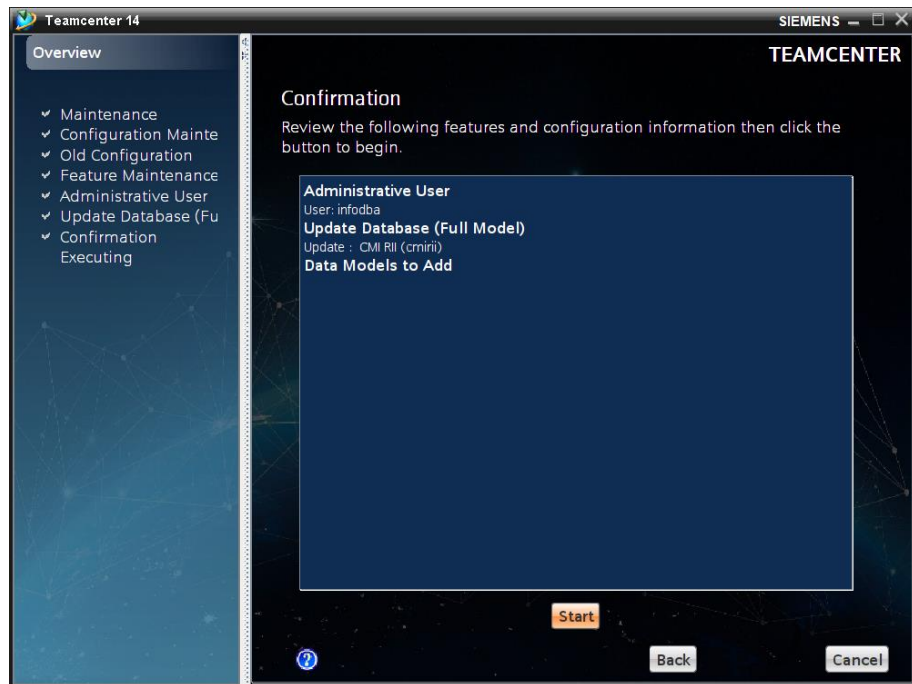 Teamcenter 14
SIEMENS
Overview
TEAMCENTER
Maintenance
Configuration Mainte
Old Configuration
Feature Maintenance
Administrative User
Update Database (Fu
Confirmation
Executing
Confirmation
Review the following features and configuration information then click the
button to begin.
Administrative User
User: infodba
Update Database (Full Model)
Update : CMI RII (cmirii)
Data Models to Add
Start
?
Back
Cancel